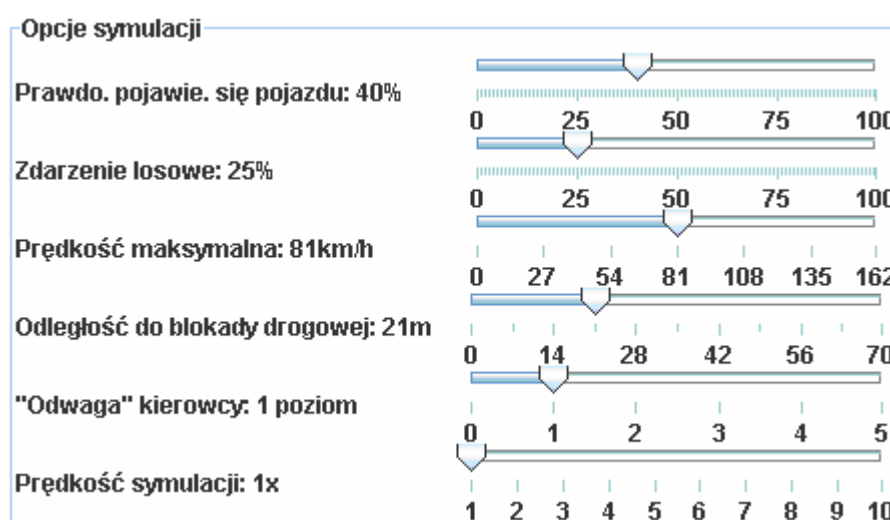 Opcje symulacji
Prawdo. pojawie. się pojazdu: 40%
0 25 50 75 100
Zdarzenie losowe: 25%
0 25 50 75 100
Prędkość maksymalna: 81km/h
0 27 54 81 108 135 162
Odległość do blokady drogowej: 21m
0 14 28 42 56 70
"Odwaga" kierowcy: 1 poziom
0 1 2 3 4 5
Prędkość symulacji: 1x
1 2 3 4 5 6 7 8 9 10